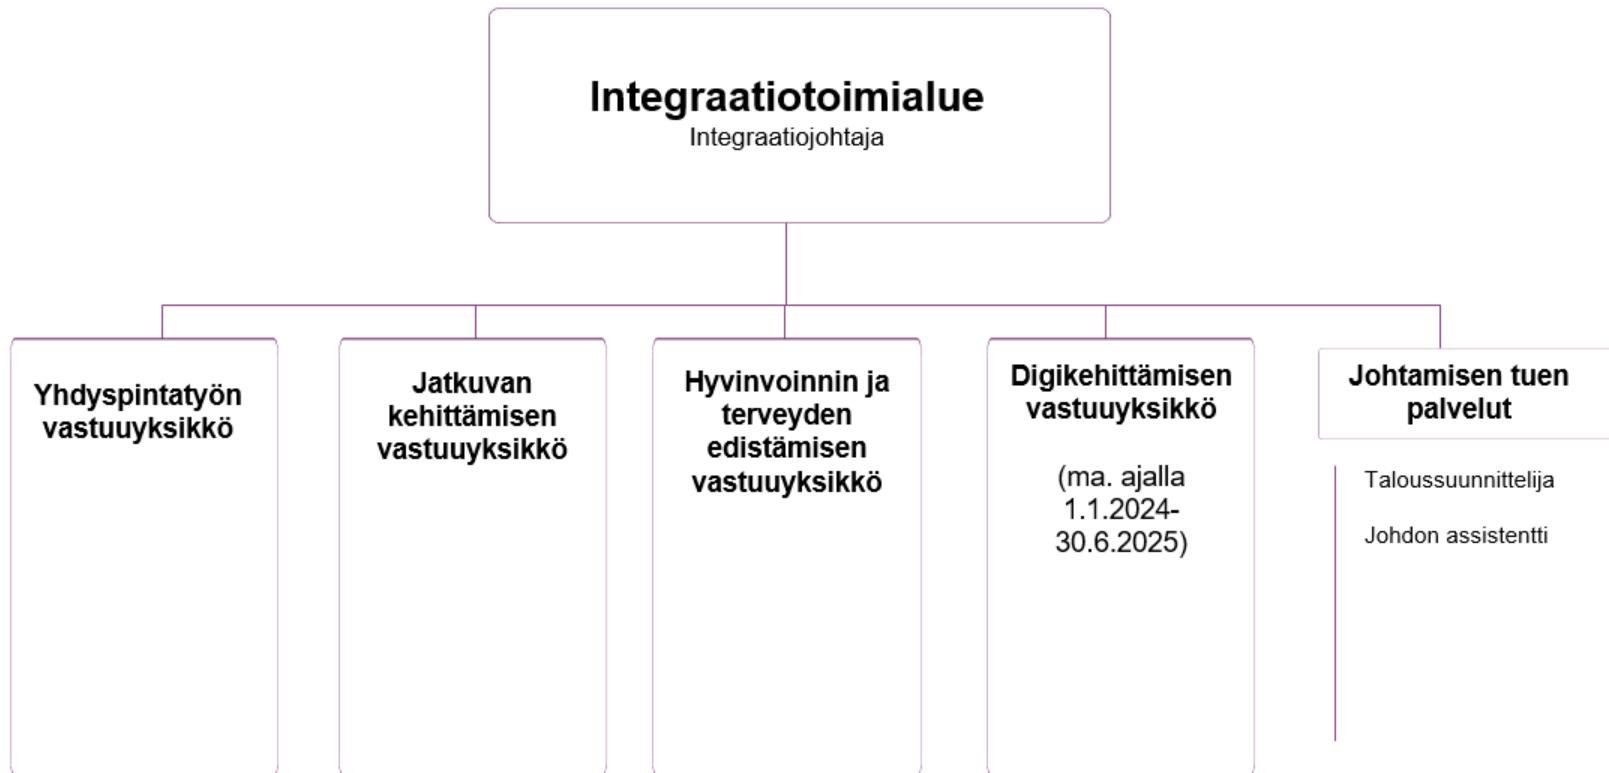 Integraatiotoimialue
Integraatiojohtaja
Yhdyspintatyön
vastuuyksikkö
Jatkuvan
kehittämisen
vastuuyksikkö
Hyvinvoinnin ja
terveyden
edistämisen
vastuuyksikkö
Digikehittämisen
vastuuyksikkö
(ma. ajalla
1.1.2024-
30.6.2025)
Johtamisen tuen
palvelut
Taloussuunnittelija
Johdon assistentti